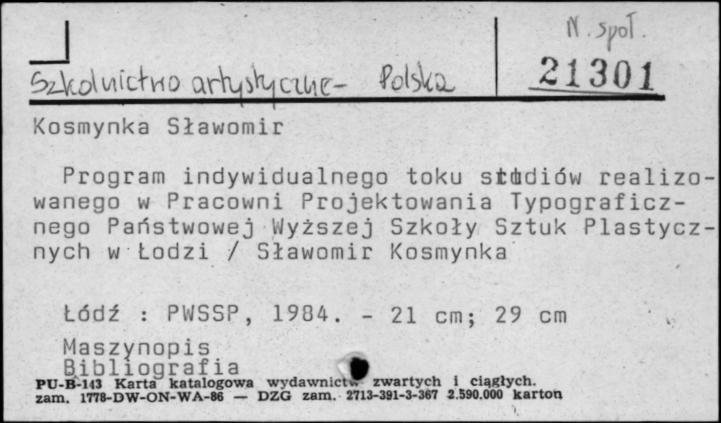 N. społ.
21301
Szkolnictwo artystyczne - Polska
Kosmynka Sławomir
Program indywidualnego toku studiów realizo-
wanego w Pracowni Projektowania Typograficz-
nego Państwowej Wyższej Szkoły Sztuk Plastycz-
nych w Łodzi / Sławomir Kosmynka
Łódź : PWSSP, 1984. - 21 cm; 29 cm
Maszynopis
Bibliografia
PU-B-143 Karta katalogowa wydawnictw zwartych i ciągłych.
zam. 1778-DW-ON-WA-86 — DZG zam. 2713-391-3-367 2.590.000 karton